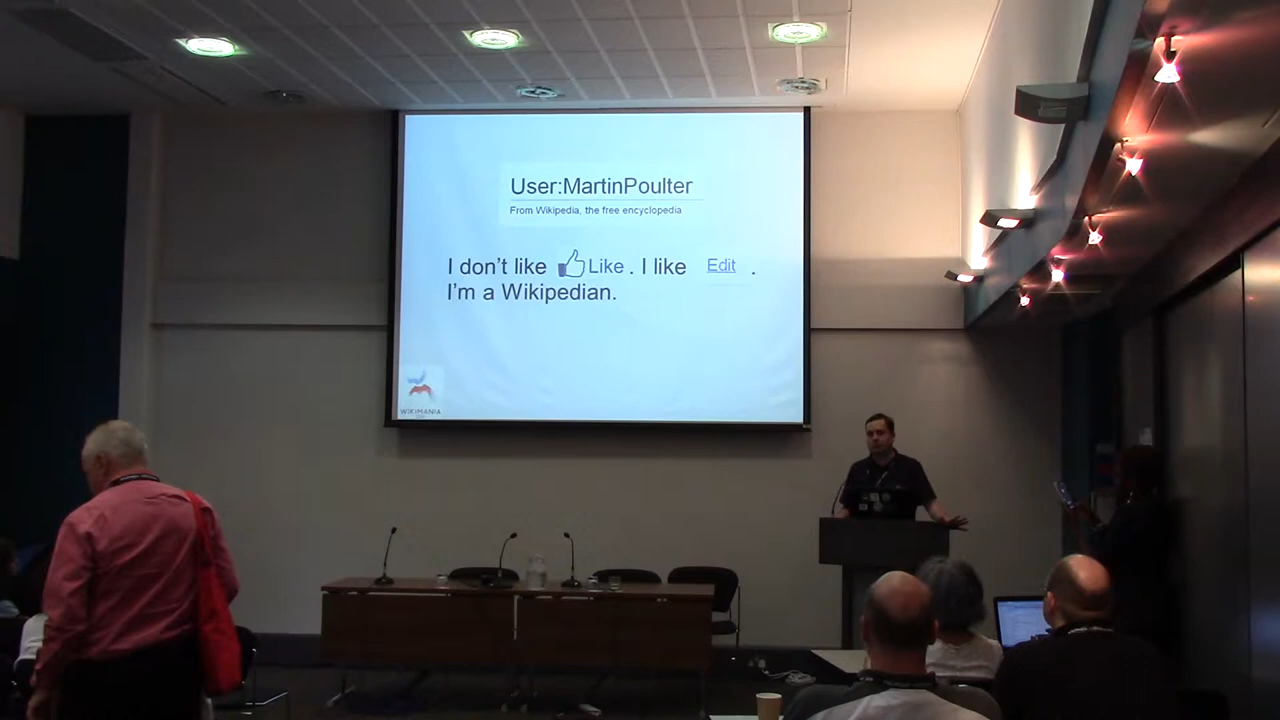 User:MartinPoulter
From Wikipedia, the free encyclopedia
I don't like Like. I like Edit.
I'm a Wikipedian.
WIKIMANIA